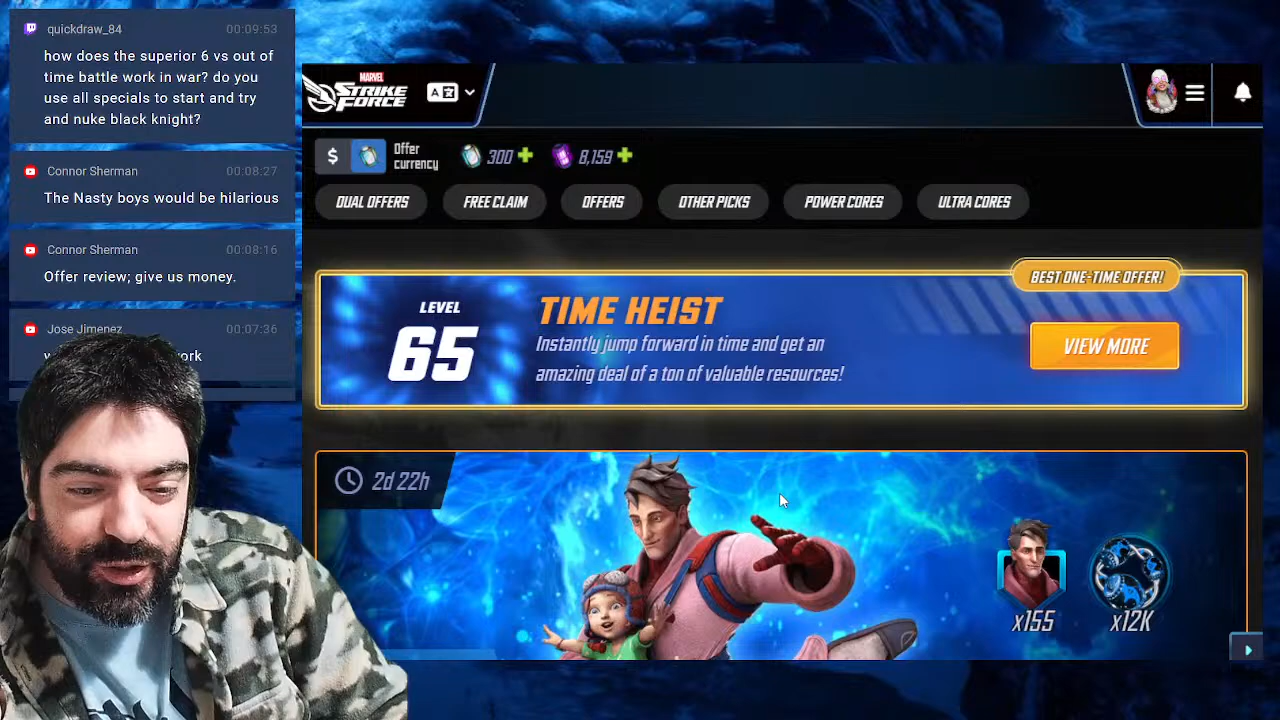 quickdraw_84 00:09:53
how does the superior 6 vs out of
time battle work in war? do you
use all specials to start and try
and nuke black knight?
Connor Sherman 00:08:27
The Nasty boys would be hilarious
Connor Sherman 00:08:16
Offer review; give us money.
Jose Jimenez 00:07:36
MARVEL
STRIKE
FORCE
$
Offer
currency
300
8,159
DUAL OFFERS
FREE CLAIM
OFFERS
OTHER PICKS
POWER CORES
ULTRA CORES
BEST ONE-TIME OFFER!
LEVEL
65
TIME HEIST
Instantly jump forward in time and get an
amazing deal of a ton of valuable resources!
VIEW MORE
2d 22h
x155
x12K